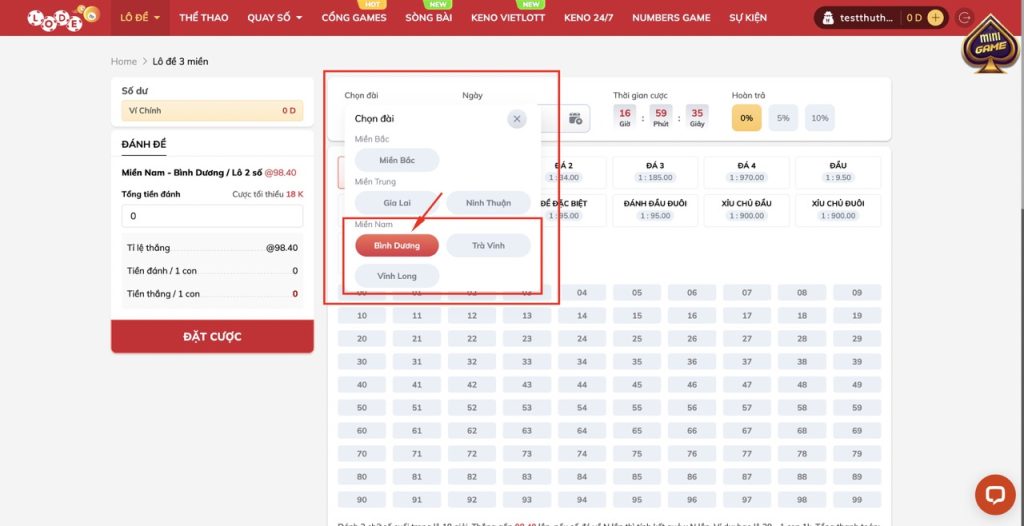 LODE
LÔ ĐỀ THỂ THAO QUAY SỐ HOT CỔNG GAMES NEW SÒNG BÀI NEW KENO VIETLOTT KENO 24/7 NUMBERS GAME SỰ KIỆN testthuth... 0 D +
mini GAME
Home > Lô đề 3 miền
Số dư
Ví Chính 0 D
ĐÁNH ĐỀ
Miền Nam - Bình Dương / Lô 2 số @98.40
Tổng tiền đánh Cược tối thiểu 18 K
0
Tỉ lệ thắng @98.40
Tiền đánh / 1 con 0
Tiền thắng / 1 con 0
ĐẶT CƯỢC
Chọn đài Ngày Thời gian cược Hoàn trả
16 : 59 : 35
Giờ Phút Giây
0% 5% 10%
Chọn đài
Miền Bắc
Miền Bắc
Miền Trung
Gia Lai Ninh Thuận
Miền Nam
Bình Dương Trà Vinh
Vĩnh Long
ĐÁ 2 ĐÁ 3 ĐÁ 4 ĐẦU
1 : 34.00 1 : 185.00 1 : 970.00 1 : 9.50
ĐỀ ĐẶC BIỆT ĐÁNH ĐẦU ĐUÔI XỈU CHỦ ĐẦU XỈU CHỦ ĐUÔI
1 : 95.00 1 : 95.00 1 : 900.00 1 : 900.00
00 01 02 03 04 05 06 07 08 09
10 11 12 13 14 15 16 17 18 19
20 21 22 23 24 25 26 27 28 29
30 31 32 33 34 35 36 37 38 39
40 41 42 43 44 45 46 47 48 49
50 51 52 53 54 55 56 57 58 59
60 61 62 63 64 65 66 67 68 69
70 71 72 73 74 75 76 77 78 79
80 81 82 83 84 85 86 87 88 89
90 91 92 93 94 95 96 97 98 99